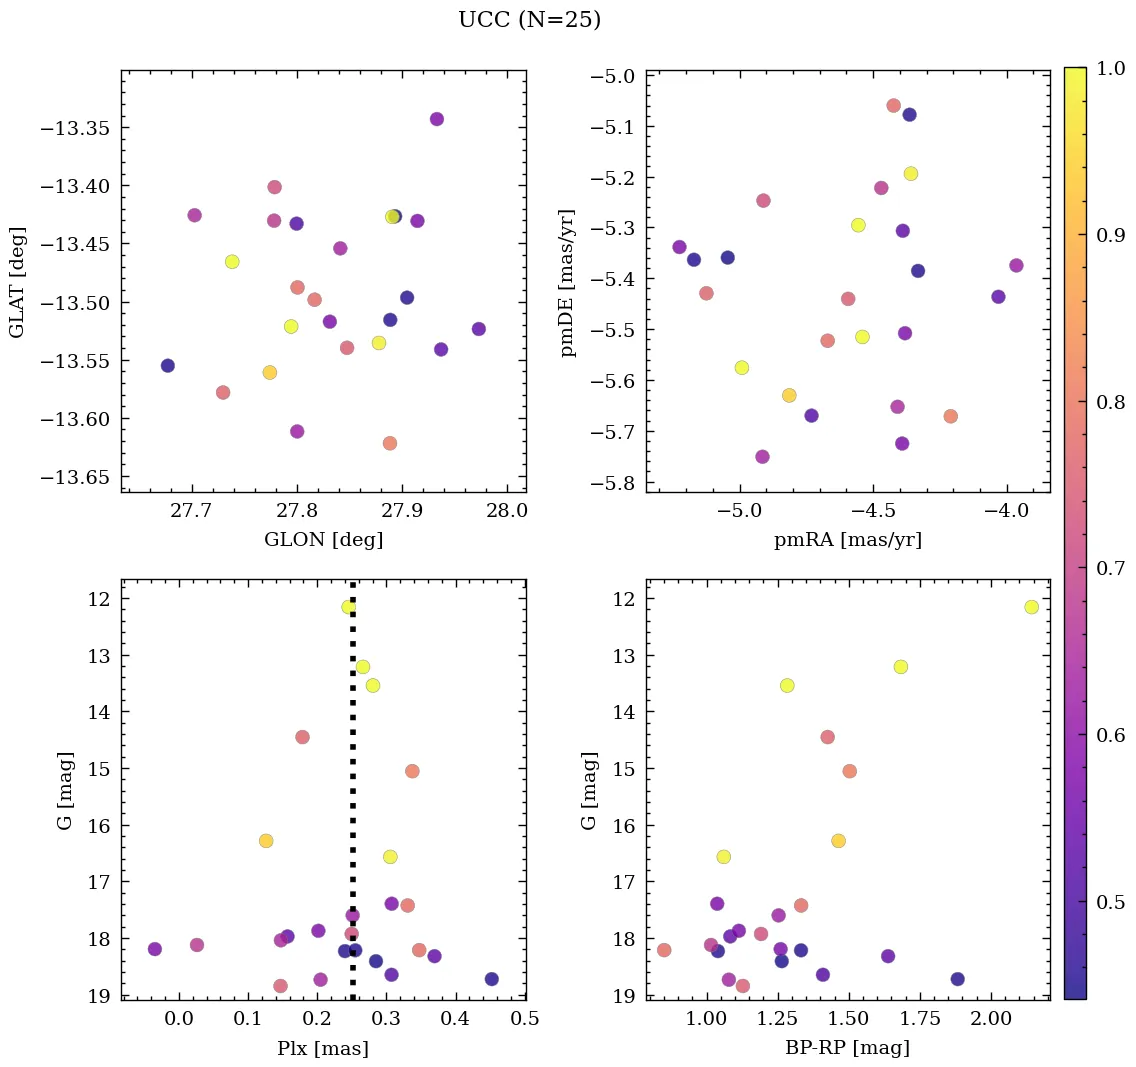 UCC (N=25)
−13.35
−13.40
−13.45
−13.50
−13.55
−13.60
−13.65
GLAT [deg]
27.7 27.8 27.9 28.0
GLON [deg]
−5.0
−5.1
−5.2
−5.3
−5.4
−5.5
−5.6
−5.7
−5.8
pmDE [mas/yr]
−5.0 −4.5 −4.0
pmRA [mas/yr]
1.0
0.9
0.8
0.7
0.6
0.5
12
13
14
15
16
17
18
19
G [mag]
0.0 0.1 0.2 0.3 0.4 0.5
Plx [mas]
12
13
14
15
16
17
18
19
G [mag]
1.00 1.25 1.50 1.75 2.00
BP-RP [mag]